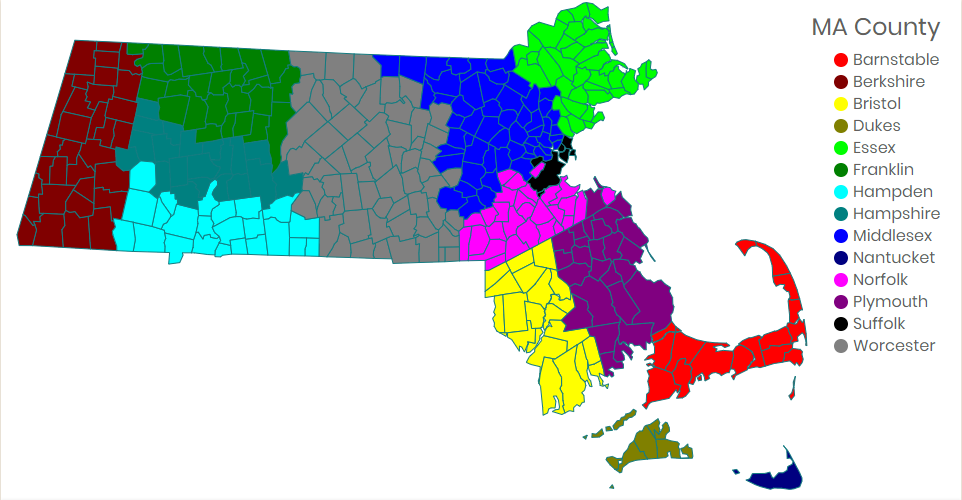 MA County
Barnstable
Berkshire
Bristol
Dukes
Essex
Franklin
Hampden
Hampshire
Middlesex
Nantucket
Norfolk
Plymouth
Suffolk
Worcester